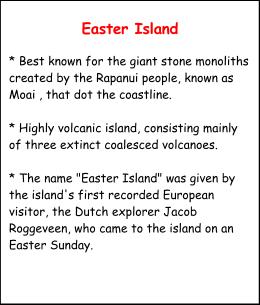 Easter Island
* Best known for the giant stone monoliths
created by the Rapanui people, known as
Moai , that dot the coastline.
* Highly volcanic island, consisting mainly
of three extinct coalesced volcanoes.
* The name "Easter Island" was given by
the island's first recorded European
visitor, the Dutch explorer Jacob
Roggeveen, who came to the island on an
Easter Sunday.